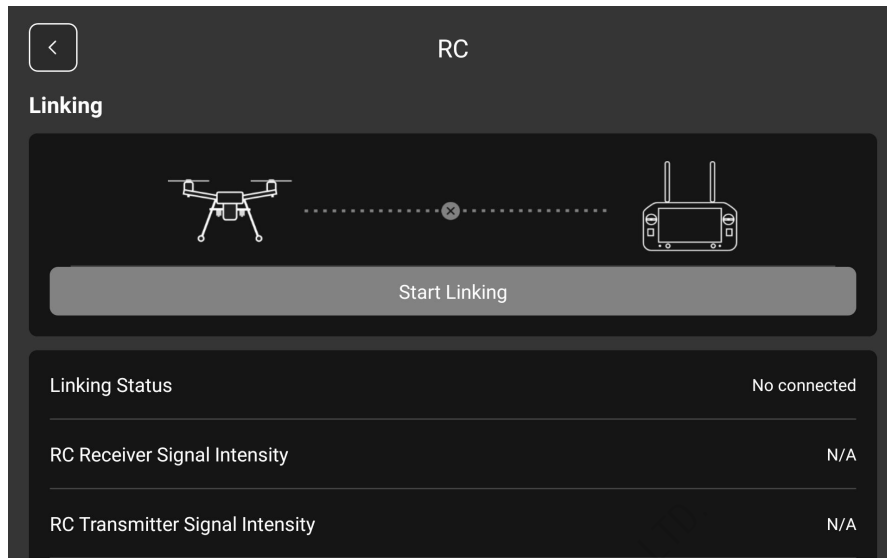 RC
Linking
Start Linking
Linking Status No connected
RC Receiver Signal Intensity N/A
RC Transmitter Signal Intensity N/A